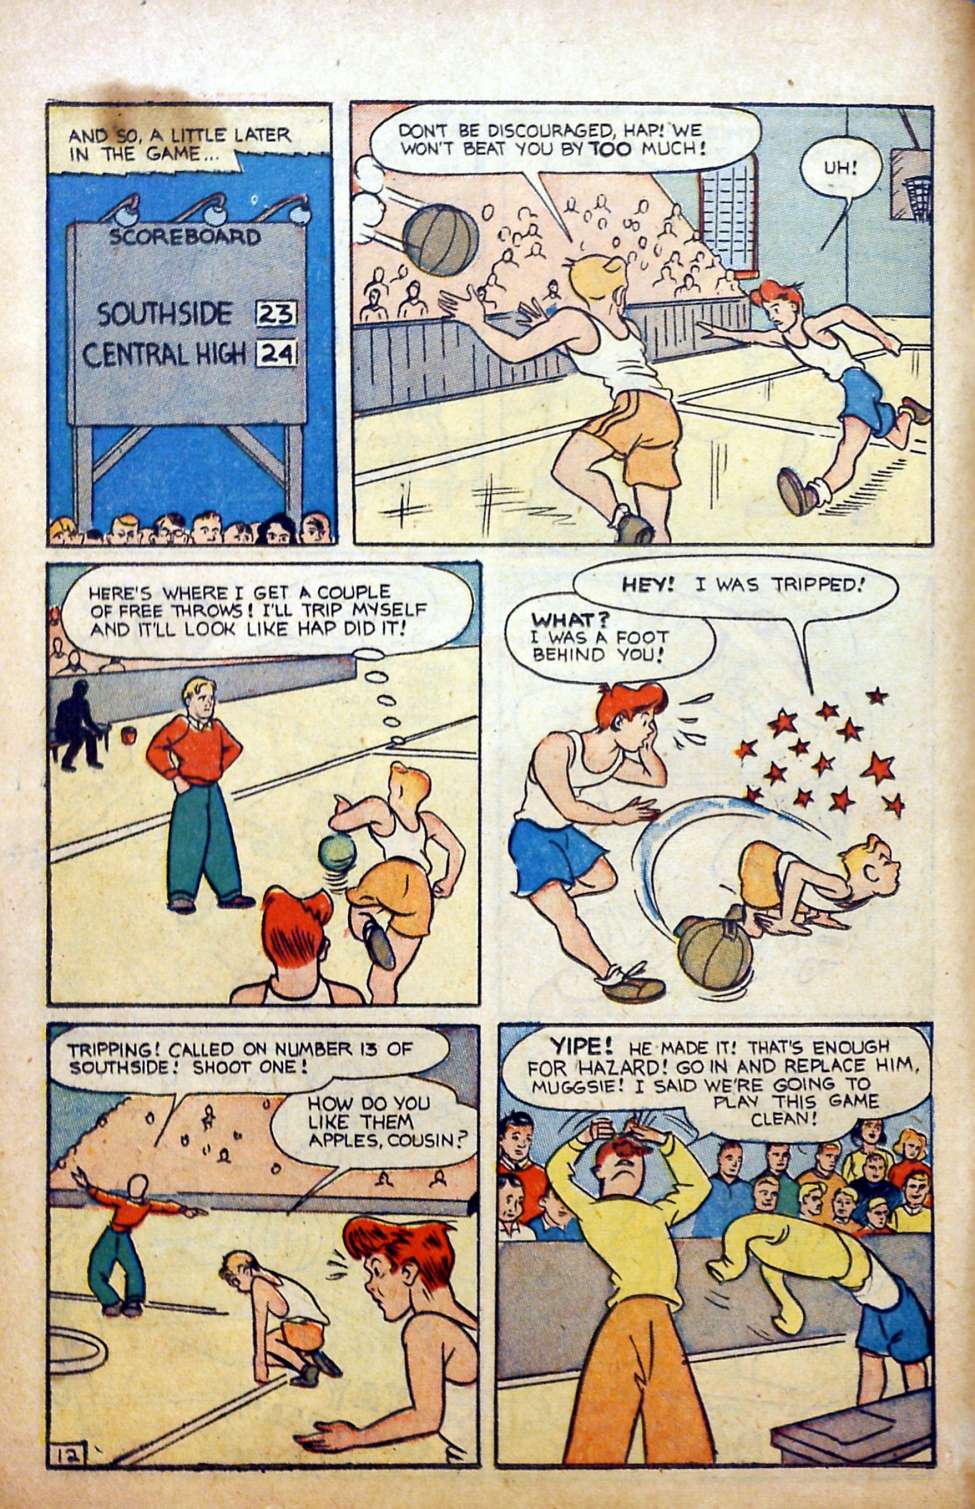 AND SO, A LITTLE LATER
IN THE GAME...
SCOREBOARD
SOUTHSIDE 23
CENTRAL HIGH 24
DON'T BE DISCOURAGED, HAP! WE
WON'T BEAT YOU BY TOO MUCH!
UH!
HERE'S WHERE I GET A COUPLE
OF FREE THROWS! I'LL TRIP MYSELF
AND IT'LL LOOK LIKE HAP DID IT!
HEY! I WAS TRIPPED!
WHAT?
I WAS A FOOT
BEHIND YOU!
TRIPPING! CALLED ON NUMBER 13 OF
SOUTHSIDE! SHOOT ONE!
HOW DO YOU
LIKE THEM
APPLES, COUSIN?
YIPE! HE MADE IT! THAT'S ENOUGH
FOR HAZARD! GO IN AND REPLACE HIM,
MUGGSIE! I SAID WE'RE GOING TO
PLAY THIS GAME
CLEAN!
12